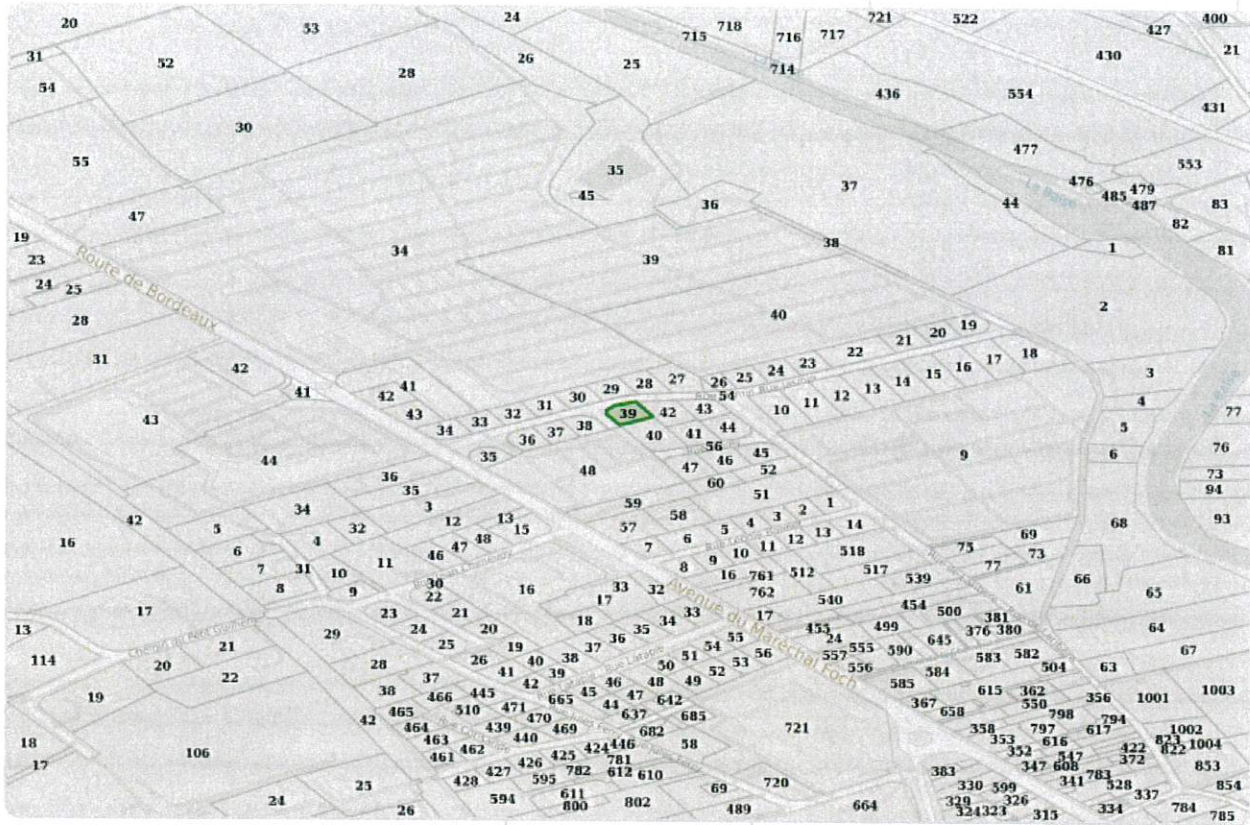 20 53 24 718 721 522 427 400
31 52 28 26 25 715 716 717 430 21
54 714 436 554 431
30
55 35 37 477 553
47 45 36 44 476 485 479 487 83
82
19 34 38 1 81
23 39
24 25 Route de Bordeaux
28 40 2
31 42 22 21 20 19
41 42 41 30 29 28 27 26 25 24 23 18 3
43 43 34 33 32 31 54 10 11 12 13 14 15 16 17 4 77
36 37 38 39 42 43 44 5
44 35 40 41 56 45 9 6 76
36 48 47 46 52 73
35 60 94
34 3 59 51
42 5 32 12 13 15 57 58 3 2 1 68 93
16 6 4 47 48 7 6 5 4 12 13 14 69
7 31 10 11 46 8 9 10 11 518 75 73
8 9 30 16 33 32 16 761 512 517 77 66
22 17 762 539 61 65
17 23 21 18 33 17 Avenue du Maréchal Foch 540 454 500 381
13 29 24 20 35 34 455 24 499 376 380 64
Chemin du Petit Guillery
21 25 19 37 36 55 555 645
114 20 26 40 38 Rue Latapie 51 54 56 557 590 583 582 67
22 28 37 41 39 50 52 53 556 584 504 63
19 38 466 445 42 46 48 49 585 615 362 356 1001 1003
465 510 471 665 45 47 642 367 550
42 464 439 470 44 637 685 658 798 794
18 463 440 469 682 721 358 797 617 1002
106 462 424 446 58 353 616 823 1004
17 461 426 425 781 352 547 422 822
427 782 612 610 383 347 608 372 853
25 428 595 69 720 330 599 341 783 528 854
24 594 611 802 329 326 337
26 800 489 664 324 323 315 334 784 785